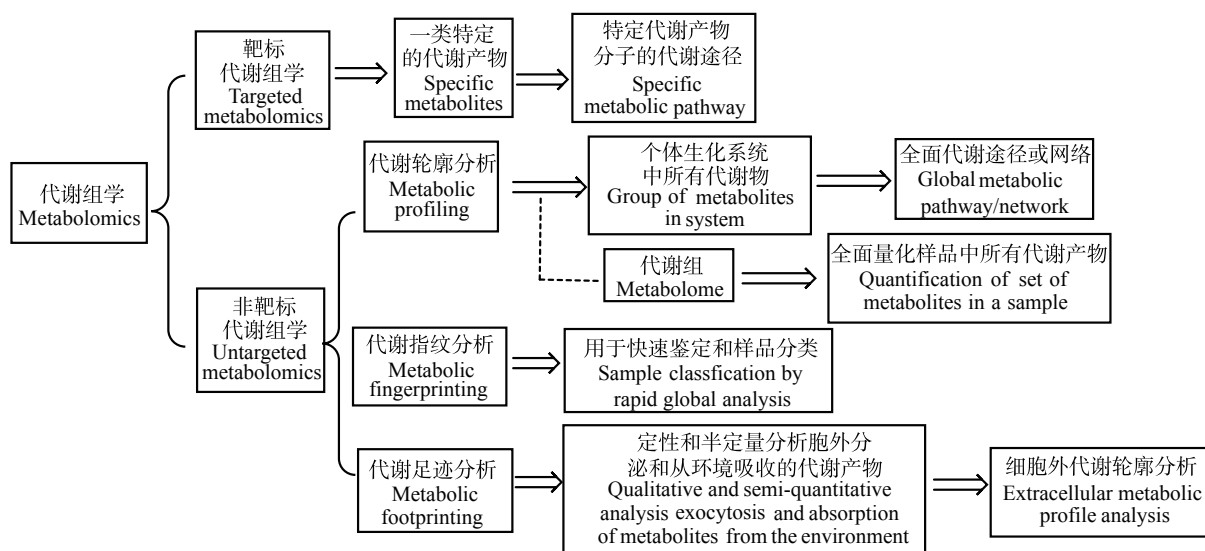 代谢组学
Metabolomics
靶标
代谢组学
Targeted
metabolomics
一类特定
的代谢产物
Specific
metabolites
特定代谢产物
分子的代谢途径
Specific
metabolic pathway
非靶标
代谢组学
Untargeted
metabolomics
代谢轮廓分析
Metabolic
profiling
个体生化系统
中所有代谢物
Group of metabolites
in system
全面代谢途径或网络
Global metabolic
pathway/network
代谢组
Metabolome
全面量化样品中所有代谢产物
Quantification of set of
metabolites in a sample
代谢指纹分析
Metabolic
fingerprinting
用于快速鉴定和样品分类
Sample classfication by
rapid global analysis
代谢足迹分析
Metabolic
footprinting
定性和半定量分析胞外分
泌和从环境吸收的代谢产物
Qualitative and semi-quantitative
analysis exocytosis and absorption
of metabolites from the environment
细胞外代谢轮廓分析
Extracellular metabolic
profile analysis